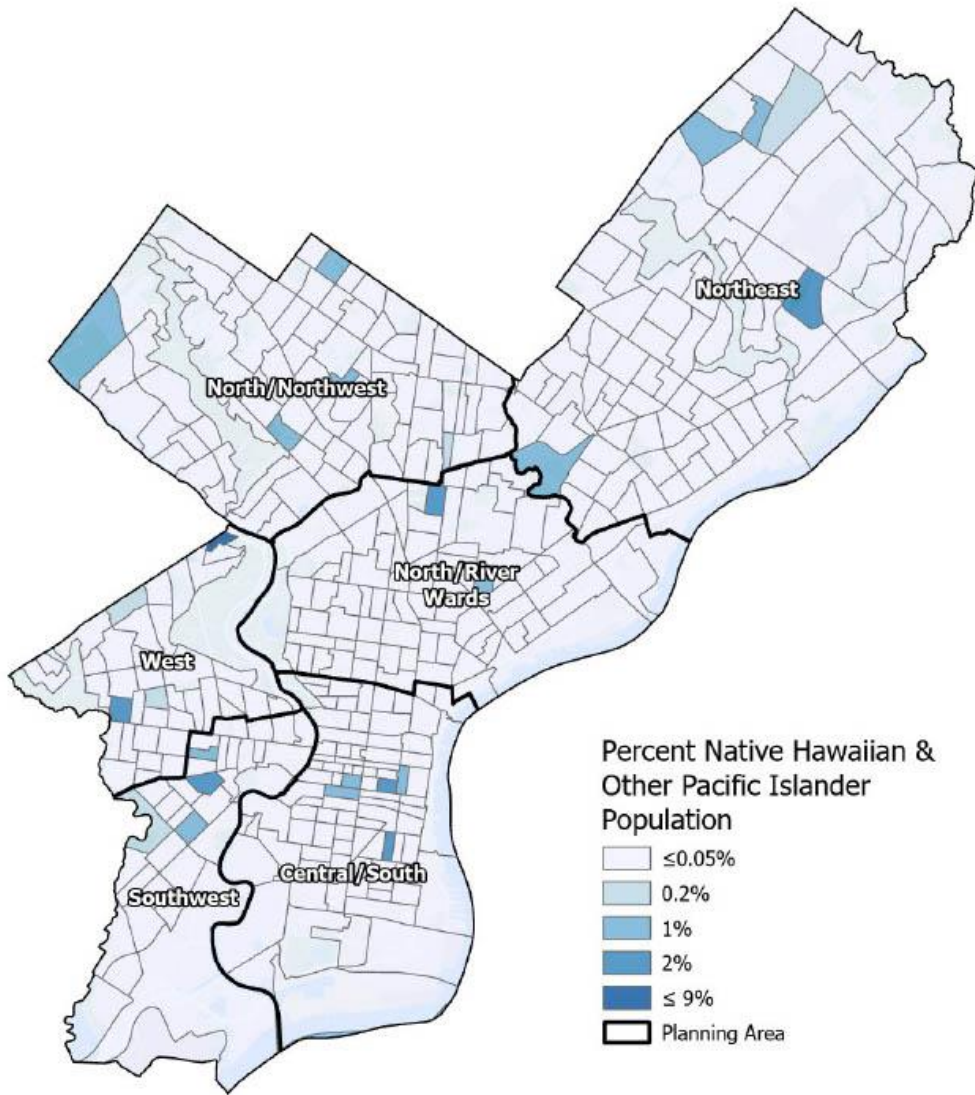 Northeast
North/Northwest
North/River
Wards
West
Central/South
Southwest
Percent Native Hawaiian &
Other Pacific Islander
Population
≤0.05%
0.2%
1%
2%
≤ 9%
Planning Area